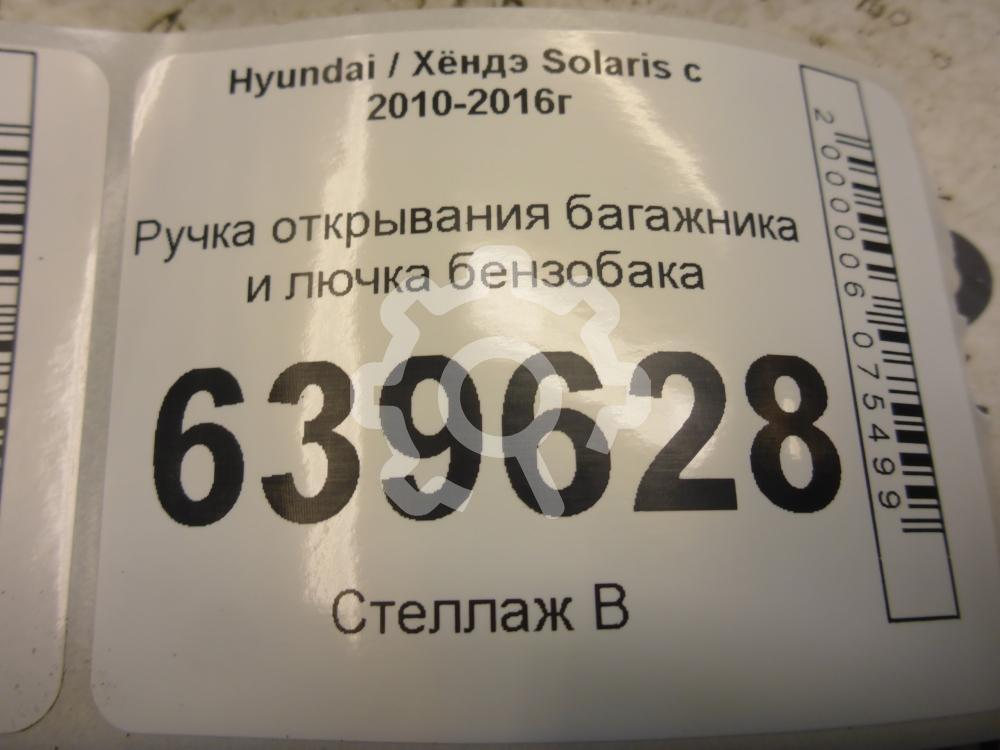 Hyundai / Хёндэ Solaris с
2010-2016г
Ручка открывания багажника
и лючка бензобака
639628
Стеллаж В
2000006075499